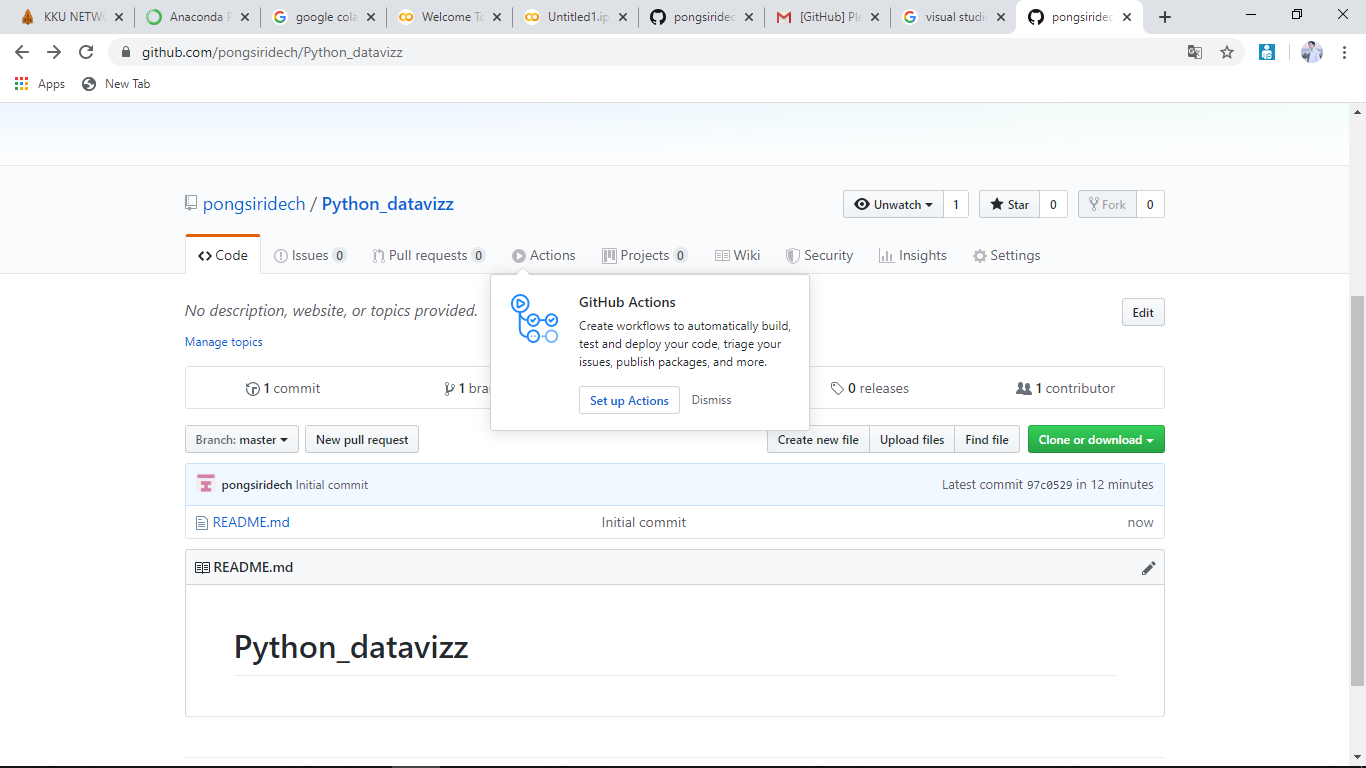 KKU NETW
Anaconda
google cola
Welcome To
Untitled1.ip
pongsiridec
[GitHub] Ple
visual studi
pongsiridec
github.com/pongsiridech/Python_datavizz
Apps
New Tab
pongsiridech / Python_datavizz
Unwatch 1
Star 0
Fork 0
Code
Issues 0
Pull requests 0
Actions
Projects 0
Wiki
Security
Insights
Settings
GitHub Actions
Create workflows to automatically build,
test and deploy your code, triage your
issues, publish packages, and more.
Set up Actions
Dismiss
No description, website, or topics provided.
Edit
Manage topics
1 commit
1 bra
0 releases
1 contributor
Branch: master
New pull request
Create new file
Upload files
Find file
Clone or download
pongsiridech Initial commit
Latest commit 97c0529 in 12 minutes
README.md
Initial commit
now
README.md
Python_datavizz